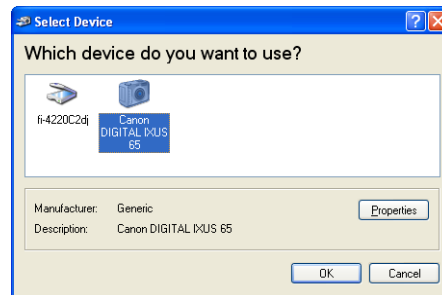 Select Device
Which device do you want to use?
fi-4220C2dj
Canon
DIGITAL IXUS
65
Manufacturer: Generic
Properties
Description: Canon DIGITAL IXUS 65
OK Cancel